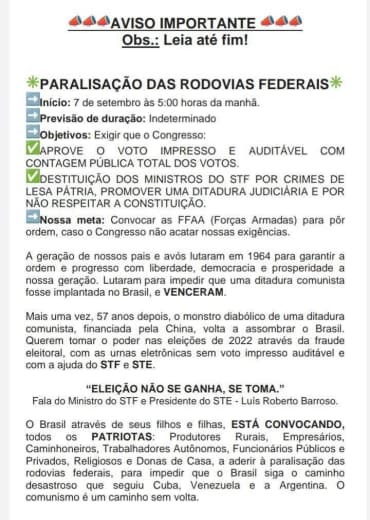 📣📣📣AVISO IMPORTANTE 📣📣📣
Obs.: Leia até fim!
✳PARALISAÇÃO DAS RODOVIAS FEDERAIS✳
➡Início: 7 de setembro às 5:00 horas da manhã.
➡Previsão de duração: Indeterminado
➡Objetivos: Exigir que o Congresso:
✅APROVE O VOTO IMPRESSO E AUDITÁVEL COM
CONTAGEM PÚBLICA TOTAL DOS VOTOS.
✅DESTITUIÇÃO DOS MINISTROS DO STF POR CRIMES DE
LESA PÁTRIA, PROMOVER UMA DITADURA JUDICIÁRIA E POR
NÃO RESPEITAR A CONSTITUIÇÃO.
➡Nossa meta: Convocar as FFAA (Forças Armadas) para pôr
ordem, caso o Congresso não acatar nossas exigências.
A geração de nossos pais e avós lutaram em 1964 para garantir a
ordem e progresso com liberdade, democracia e prosperidade a
nossa geração. Lutaram para impedir que uma ditadura comunista
fosse implantada no Brasil, e VENCERAM.
Mais uma vez, 57 anos depois, o monstro diabólico de uma ditadura
comunista, financiada pela China, volta a assombrar o Brasil.
Querem tomar o poder nas eleições de 2022 através da fraude
eleitoral, com as urnas eletrônicas sem voto impresso auditável e
com a ajuda do STF e STE.
“ELEIÇÃO NÃO SE GANHA, SE TOMA.”
Fala do Ministro do STF e Presidente do STE - Luís Roberto Barroso.
O Brasil através de seus filhos e filhas, ESTÁ CONVOCANDO,
todos os PATRIOTAS: Produtores Rurais, Empresários,
Caminhoneiros, Trabalhadores Autônomos, Funcionários Públicos e
Privados, Religiosos e Donas de Casa, a aderir à paralisação das
rodovias federais, para impedir que o Brasil siga o caminho
desastroso que seguiu Cuba, Venezuela e a Argentina. O
comunismo é um caminho sem volta.